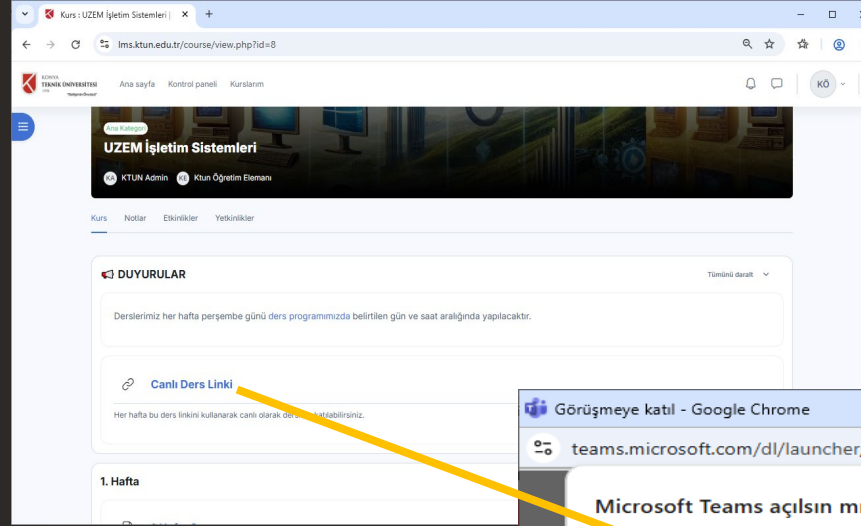 Kurs : UZEM İşletim Sistemleri |
lms.ktun.edu.tr/course/view.php?id=8
KONYA
TEKNİK ÜNİVERSİTESİ
Ana sayfa Kontrol paneli Kurslarım
KÖ
Ana Kategori
UZEM İşletim Sistemleri
KA KTUN Admin KE Ktun Öğretim Elemanı
Kurs Notlar Etkinlikler Yetkinlikler
DUYURULAR
Tümünü daralt
Derslerimiz her hafta perşembe günü ders programımızda belirtilen gün ve saat aralığında yapılacaktır.
Canlı Ders Linki
Her hafta bu ders linkini kullanarak canlı olarak katılabilirsiniz.
1. Hafta
Görüşmeye katıl - Google Chrome
teams.microsoft.com/dl/launcher/
Microsoft Teams açılsın mı